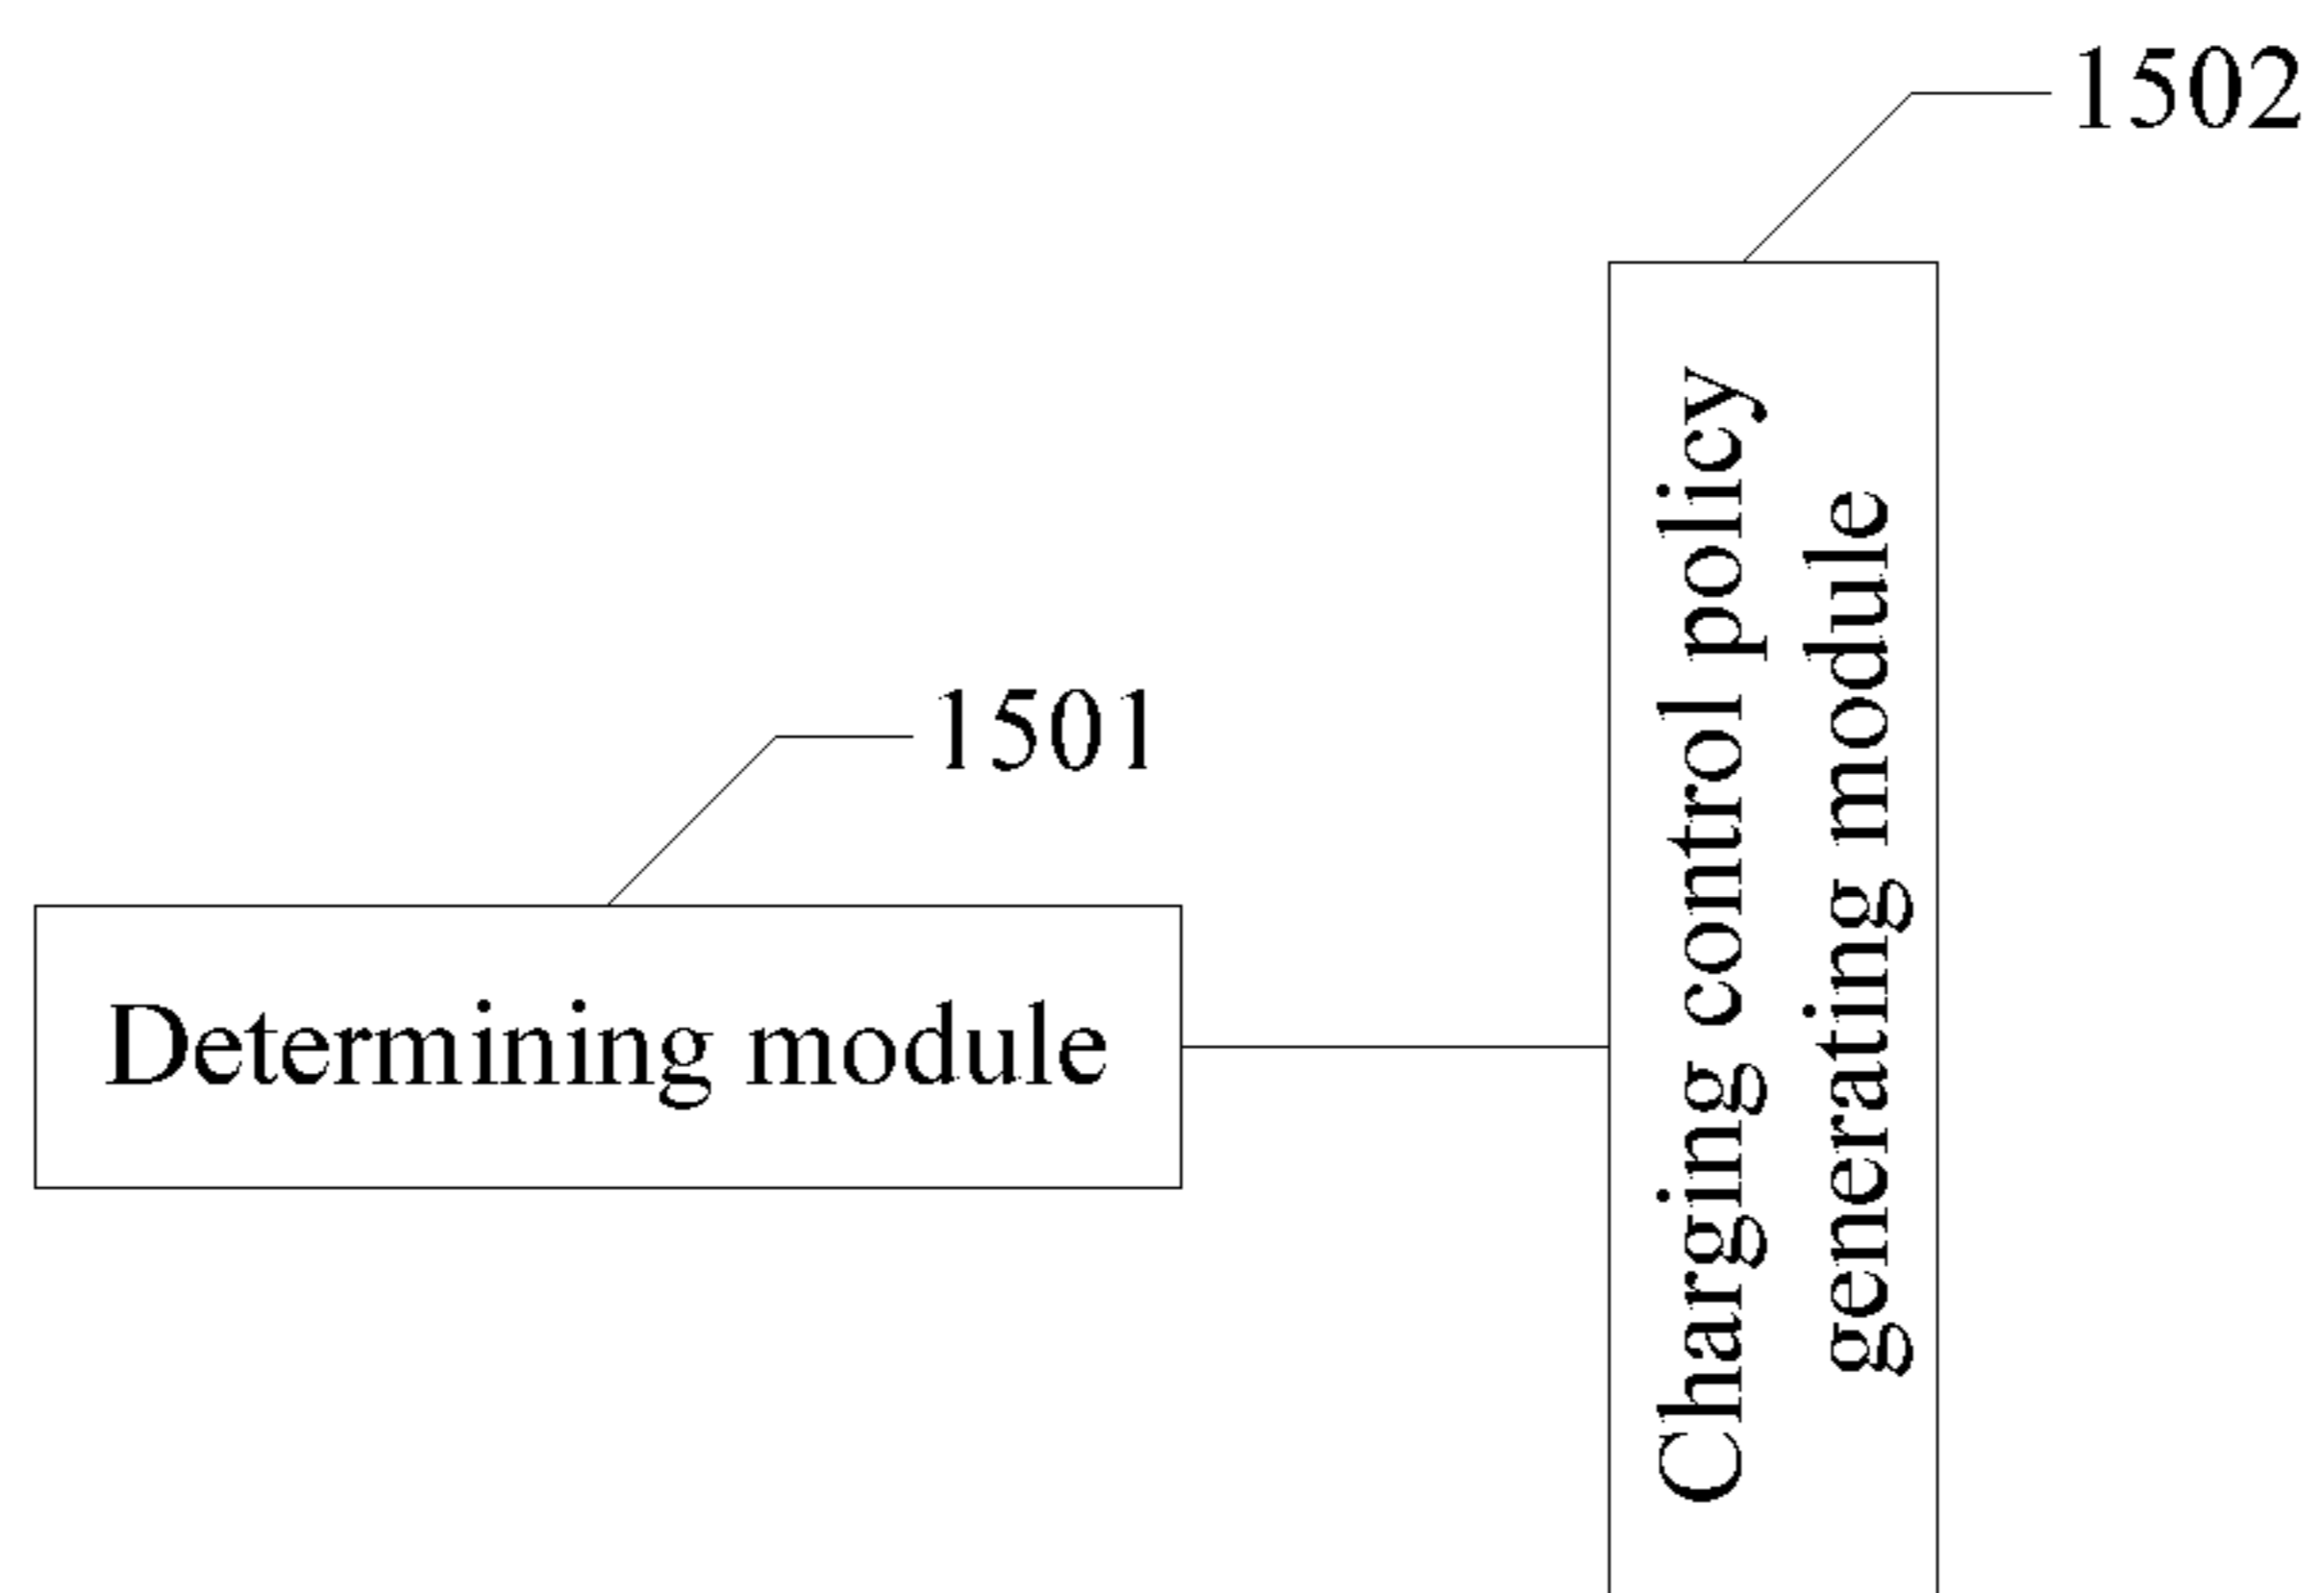 1502
1501
Determining module
Charging control policy
generating module